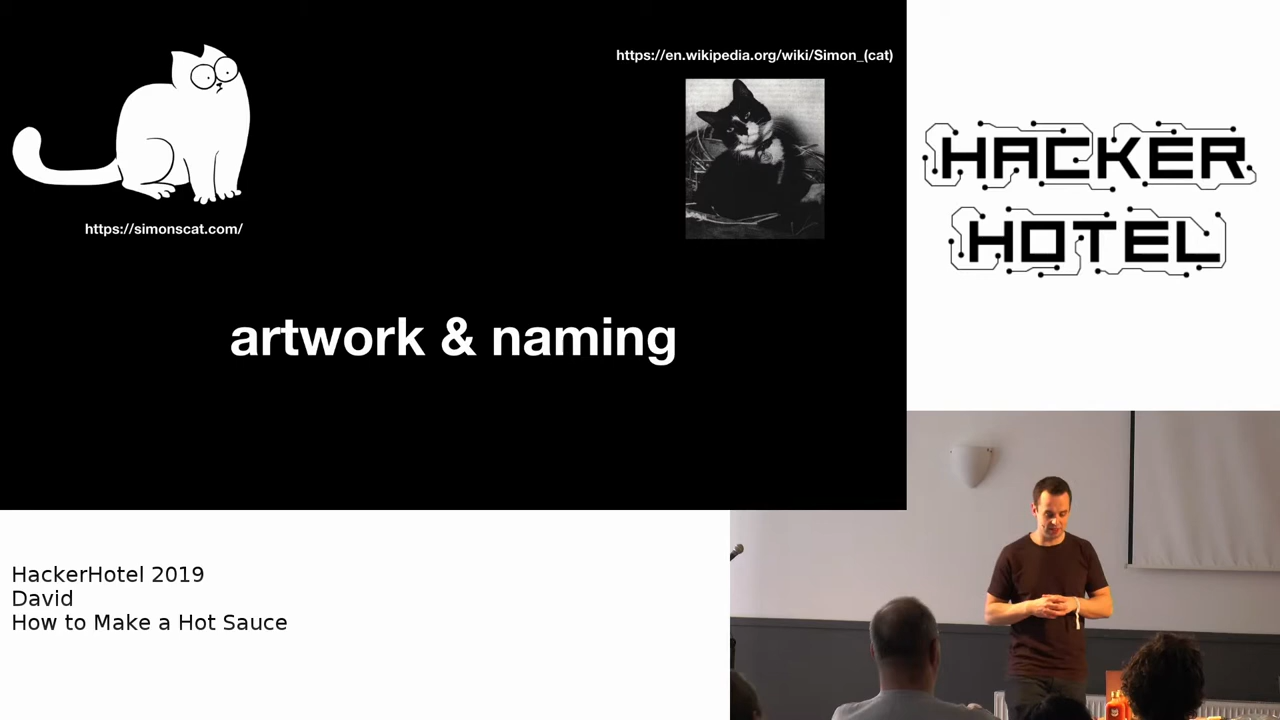 https://en.wikipedia.org/wiki/Simon_(cat)
https://simonscat.com/
artwork & naming
HACKER
HOTEL
HackerHotel 2019
David
How to Make a Hot Sauce